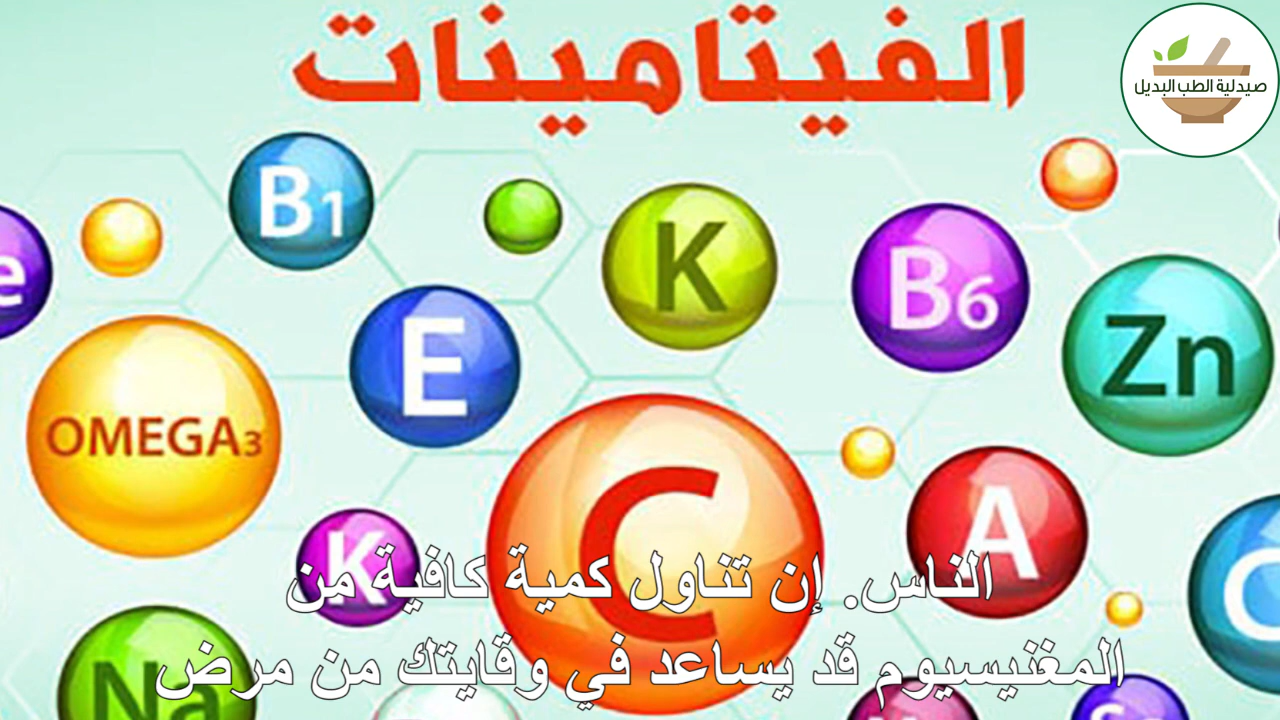 الفيتامينات
صيدلية الطب البديل
B1
K
B6
e
E
Zn
OMEGA3
C
A
K
Na
الناس. إن تناول كمية كافية من
المغنيسيوم قد يساعد في وقايتك من مرض